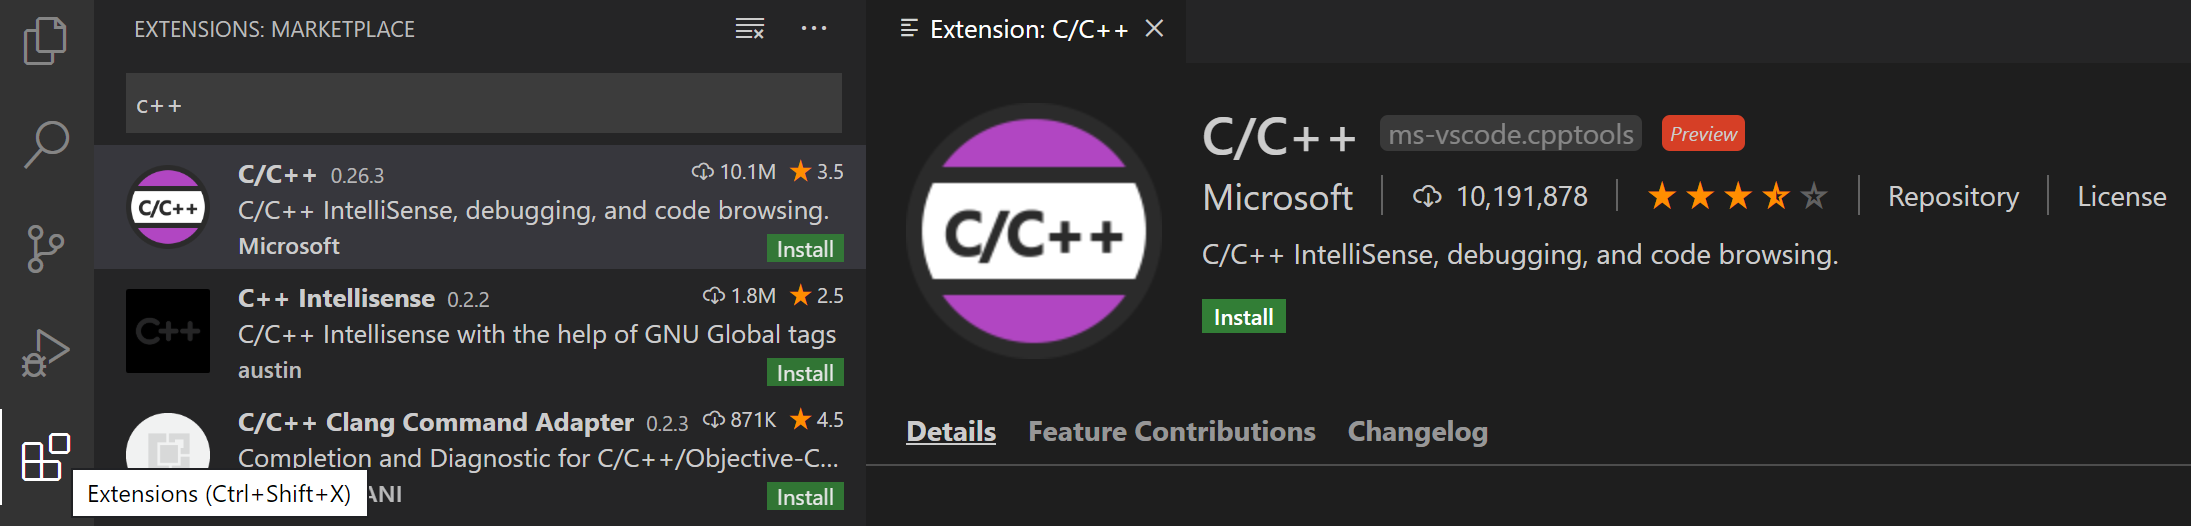 EXTENSIONS: MARKETPLACE
c++
C/C++ 0.26.3 10.1M 3.5
C/C++ IntelliSense, debugging, and code browsing.
Microsoft Install
C/C++
C++ Intellisense 0.2.2 1.8M 2.5
C/C++ Intellisense with the help of GNU Global tags
austin Install
C++
C/C++ Clang Command Adapter 0.2.3 871K 4.5
Completion and Diagnostic for C/C++/Objective-C...
Install
Extensions (Ctrl+Shift+X)
Extension: C/C++
C/C++
C/C++ ms-vscode.cpptools Preview
Microsoft 10,191,878 Repository License
C/C++ IntelliSense, debugging, and code browsing.
Install
Details Feature Contributions Changelog